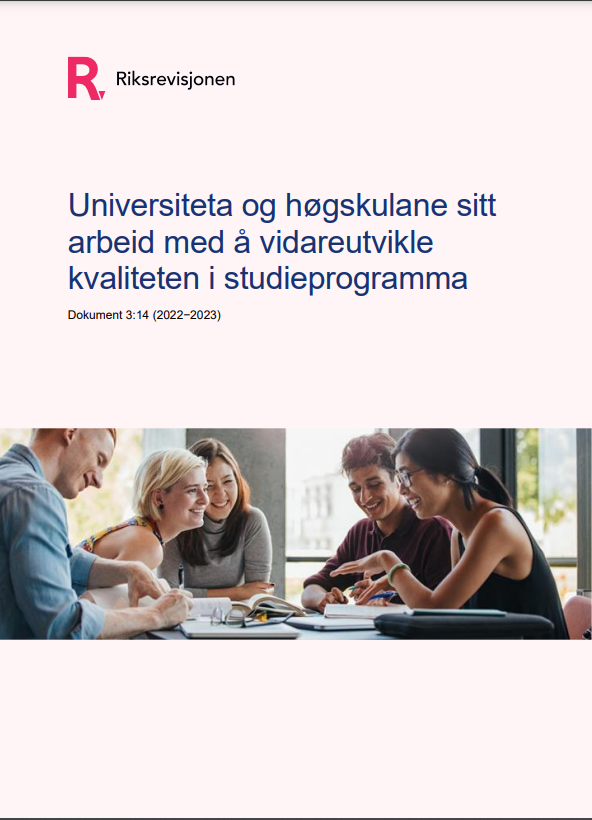 Riksrevisjonen
Universiteta og høgskulane sitt
arbeid med å vidareutvikle
kvaliteten i studieprogramma
Dokument 3:14 (2022−2023)